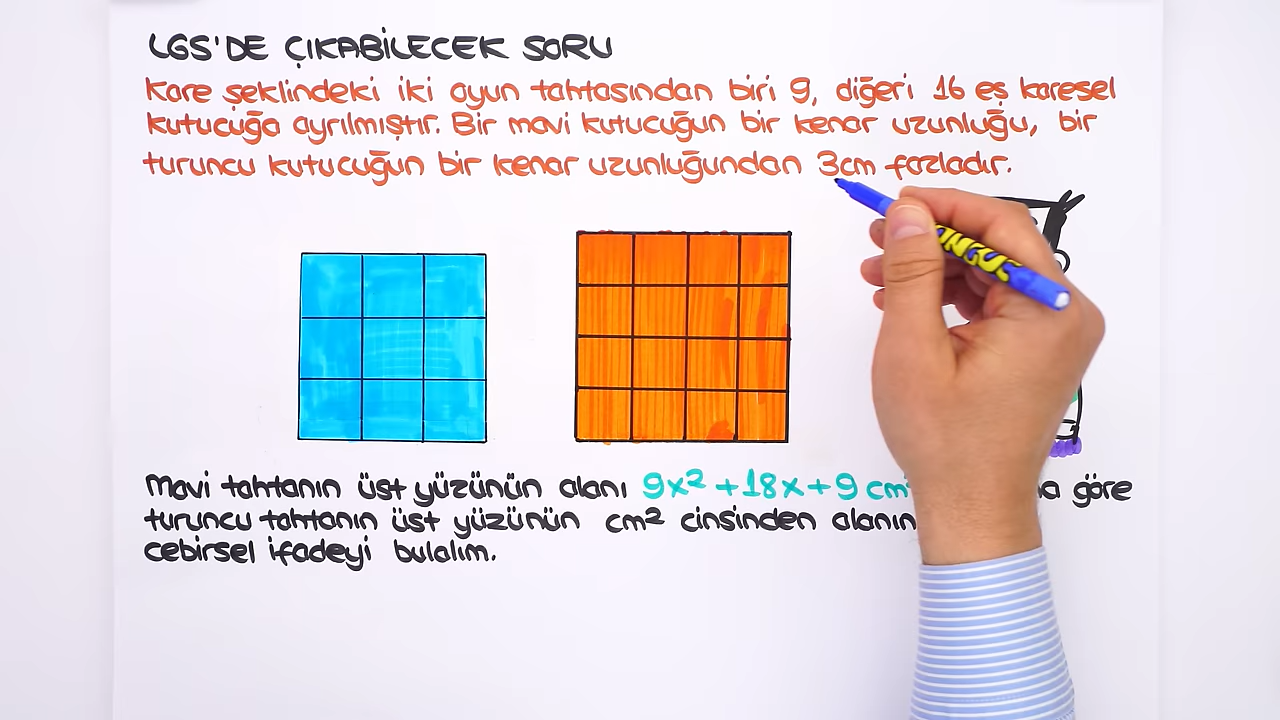 LGS'DE ÇIKABİLECEK SORU
Kare şeklindeki iki oyun tahtasından biri 9, diğeri 16 eş karesel
kutucuğa ayrılmıştır. Bir mavi kutucuğun bir kenar uzunluğu, bir
turuncu kutucuğun bir kenar uzunluğundan 3cm fazladır.
Mavi tahtanın üst yüzünün alanı 9x² + 18x + 9 cm² göre
turuncu tahtanın üst yüzünün cm² cinsinden
cebirsel ifadeyi bulalım.